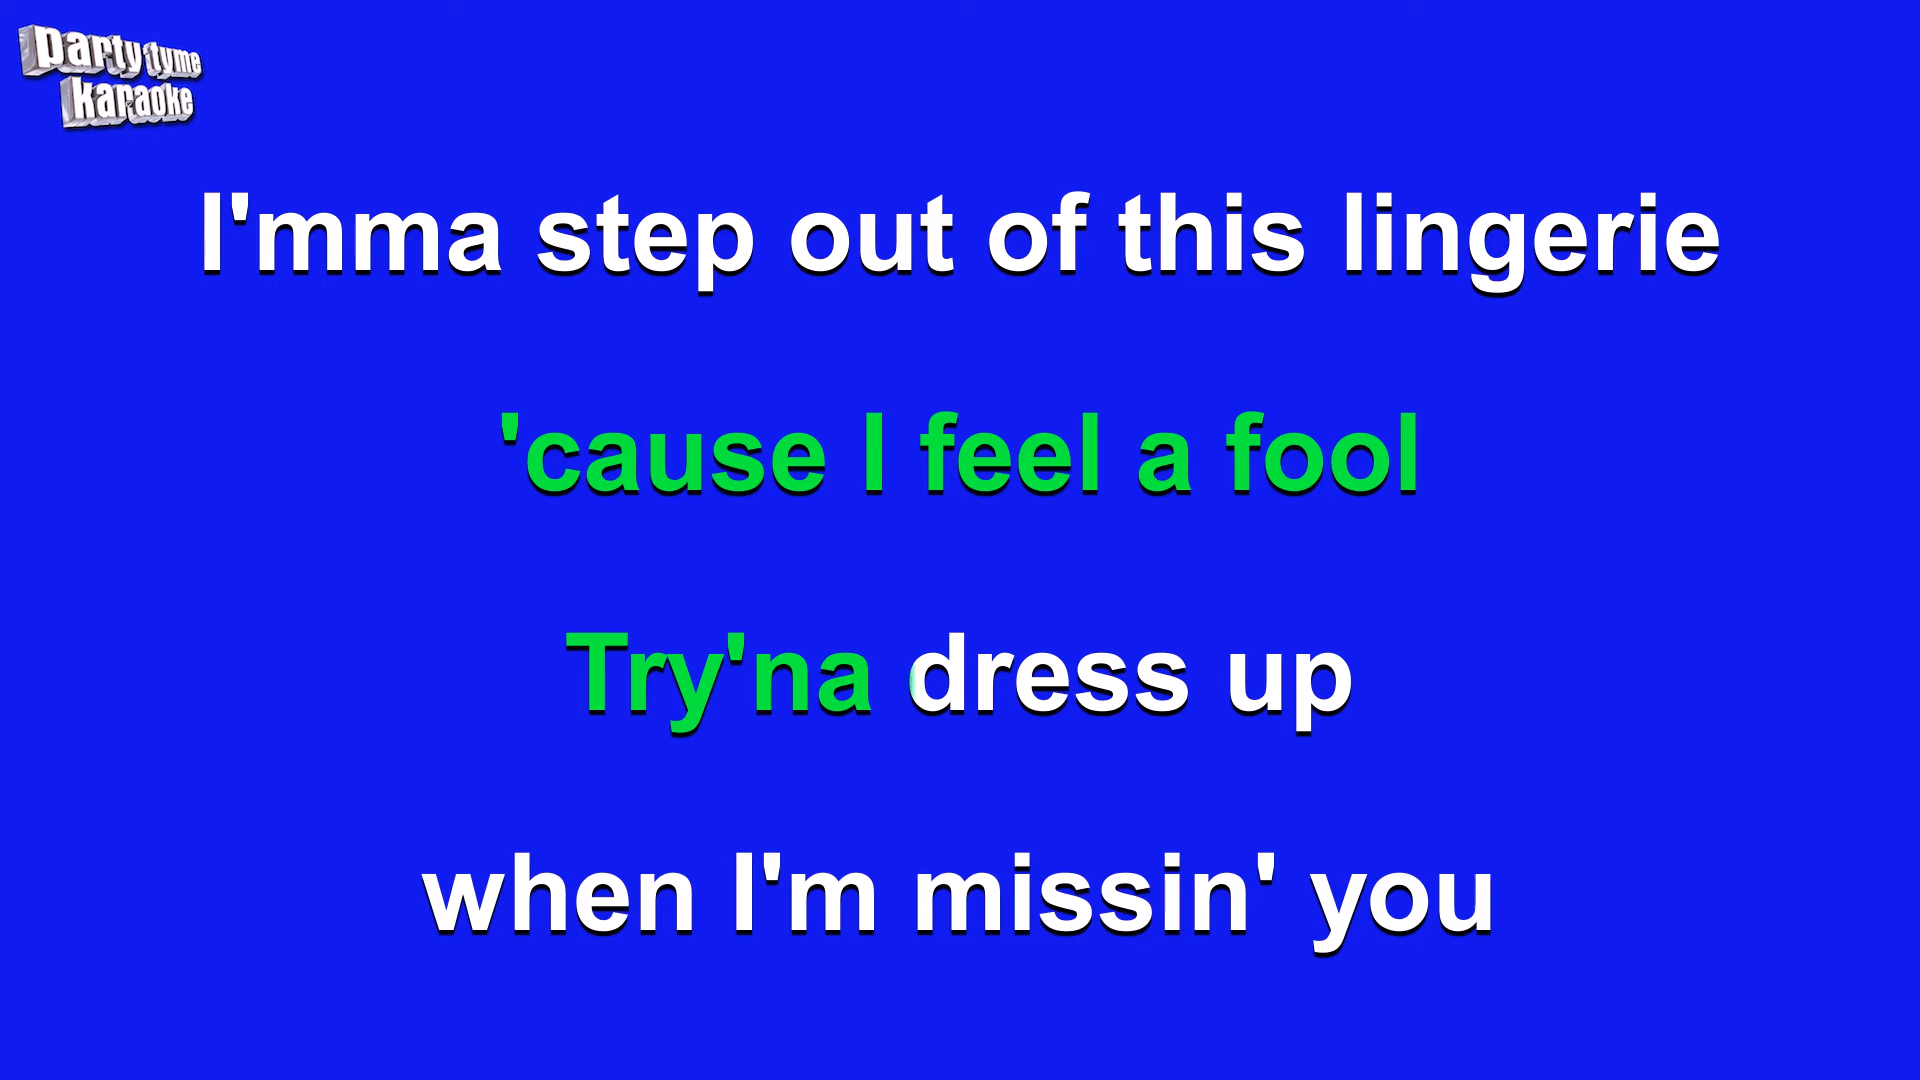 party tyme
karaoke
I'mma step out of this lingerie
'cause I feel a fool
Try'na dress up
when I'm missin' you